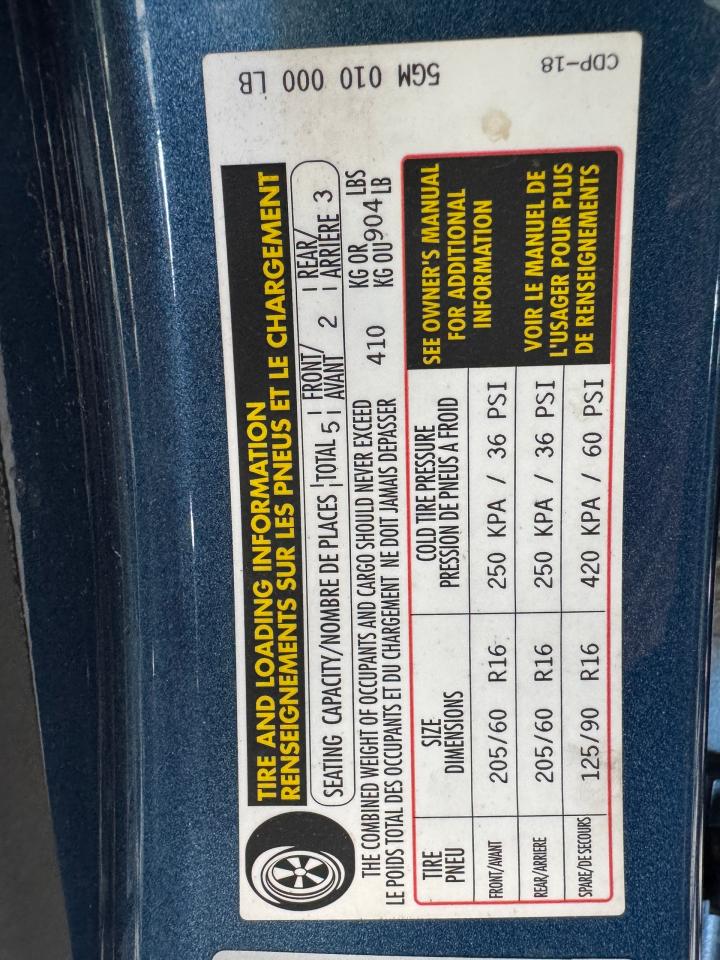 TIRE AND LOADING INFORMATION
RENSEIGNEMENTS SUR LES PNEUS ET LE CHARGEMENT
SEATING CAPACITY/NOMBRE DE PLACES | TOTAL 5 | FRONT/AVANT 2 | REAR/ARRIÈRE 3
THE COMBINED WEIGHT OF OCCUPANTS AND CARGO SHOULD NEVER EXCEED 410 KG OR 904 LBS
LE POIDS TOTAL DES OCCUPANTS ET DU CHARGEMENT NE DOIT JAMAIS DEPASSER 410 KG OU 904 LB
TIRE
PNEU
SIZE
DIMENSIONS
COLD TIRE PRESSURE
PRESSION DE PNEUS A FROID
FRONT/AVANT 205/60 R16 250 KPA / 36 PSI
REAR/ARRIERE 205/60 R16 250 KPA / 36 PSI
SPARE/DE SECOURS 125/90 R16 420 KPA / 60 PSI
SEE OWNER'S MANUAL
FOR ADDITIONAL
INFORMATION
VOIR LE MANUEL DE
L'USAGER POUR PLUS
DE RENSEIGNEMENTS
5GM 010 000 LB
CDP-18